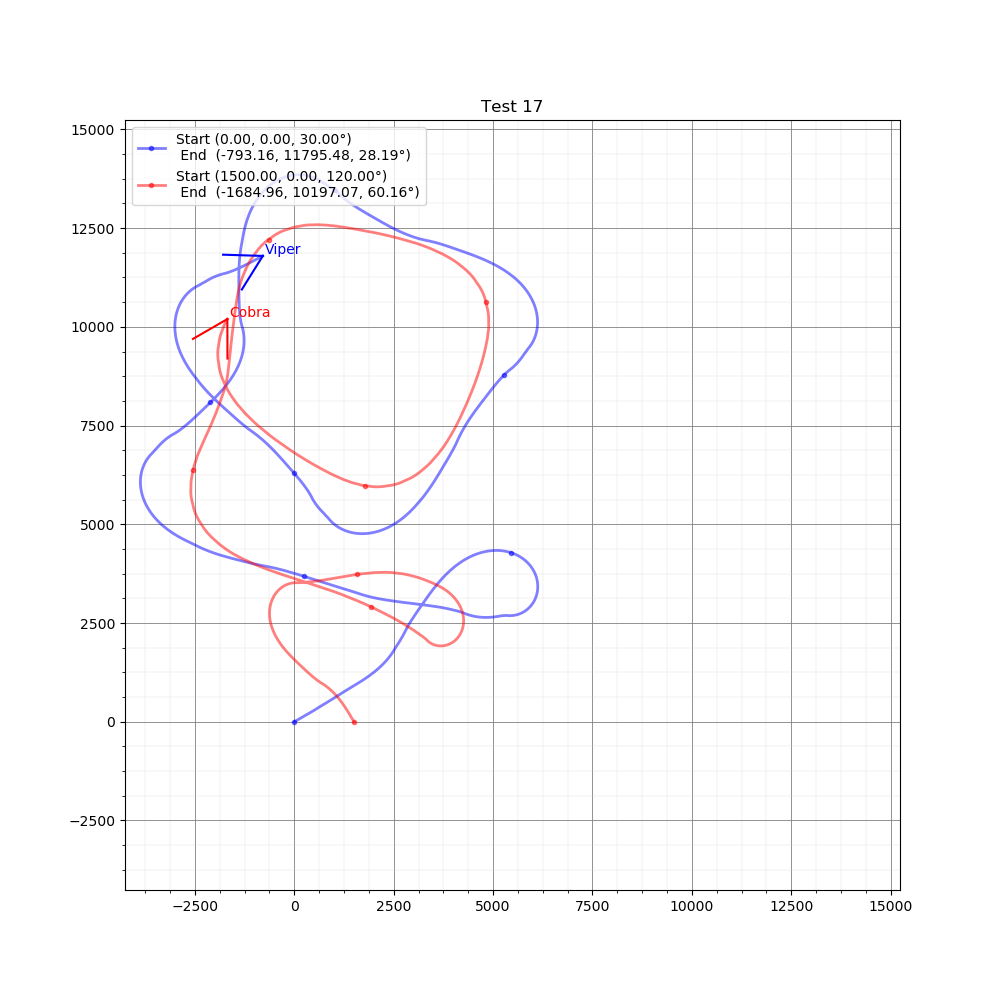 Test 17
Start (0.00, 0.00, 30.00°)
End (-793.16, 11795.48, 28.19°)
Start (1500.00, 0.00, 120.00°)
End (-1684.96, 10197.07, 60.16°)
15000
12500
10000
7500
5000
2500
0
−2500
Viper
Cobra
−2500 0 2500 5000 7500 10000 12500 15000